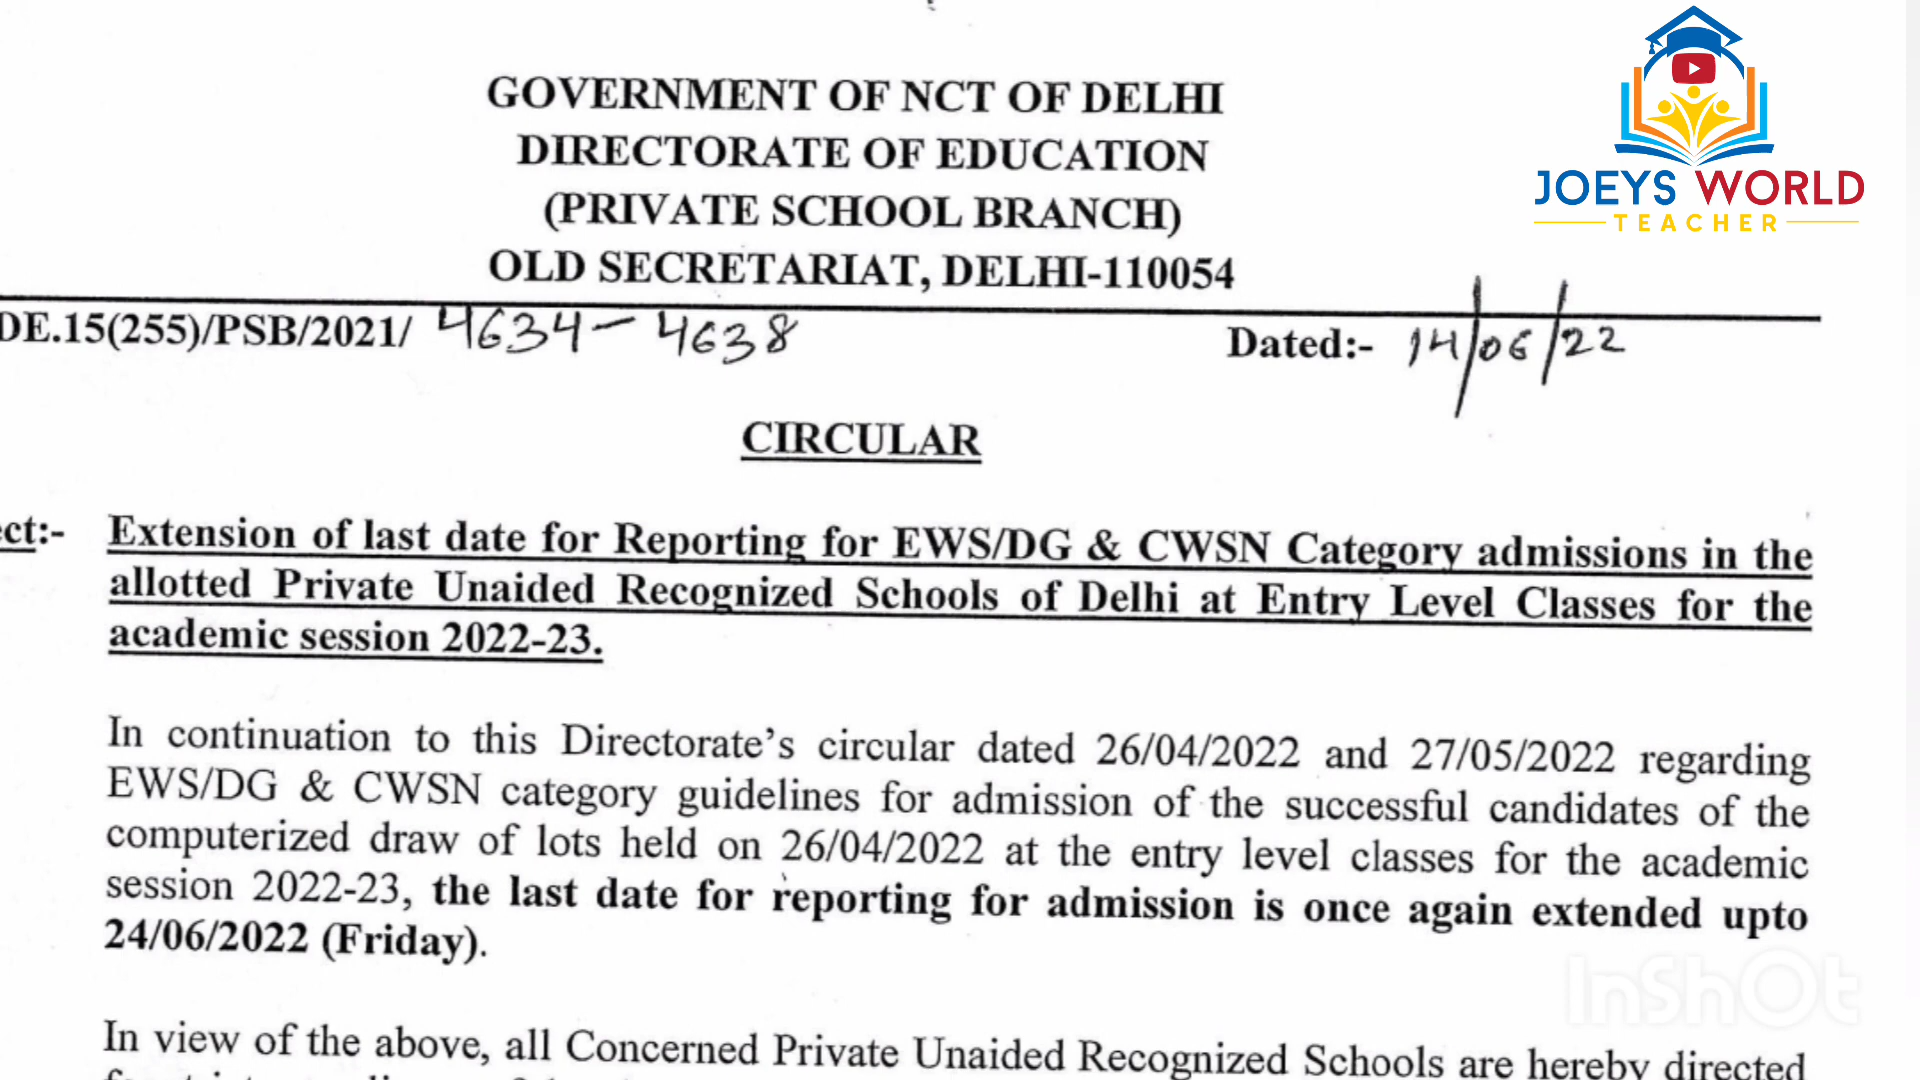 GOVERNMENT OF NCT OF DELHI
DIRECTORATE OF EDUCATION
(PRIVATE SCHOOL BRANCH)
OLD SECRETARIAT, DELHI-110054
JOEYS WORLD
TEACHER
DE.15(255)/PSB/2021/ 4634-4638 Dated:- 14/06/22
CIRCULAR
ect:- Extension of last date for Reporting for EWS/DG & CWSN Category admissions in the
allotted Private Unaided Recognized Schools of Delhi at Entry Level Classes for the
academic session 2022-23.
In continuation to this Directorate's circular dated 26/04/2022 and 27/05/2022 regarding
EWS/DG & CWSN category guidelines for admission of the successful candidates of the
computerized draw of lots held on 26/04/2022 at the entry level classes for the academic
session 2022-23, the last date for reporting for admission is once again extended upto
24/06/2022 (Friday).
InShOt
In view of the above, all Concerned Private Unaided Recognized Schools are hereby directed